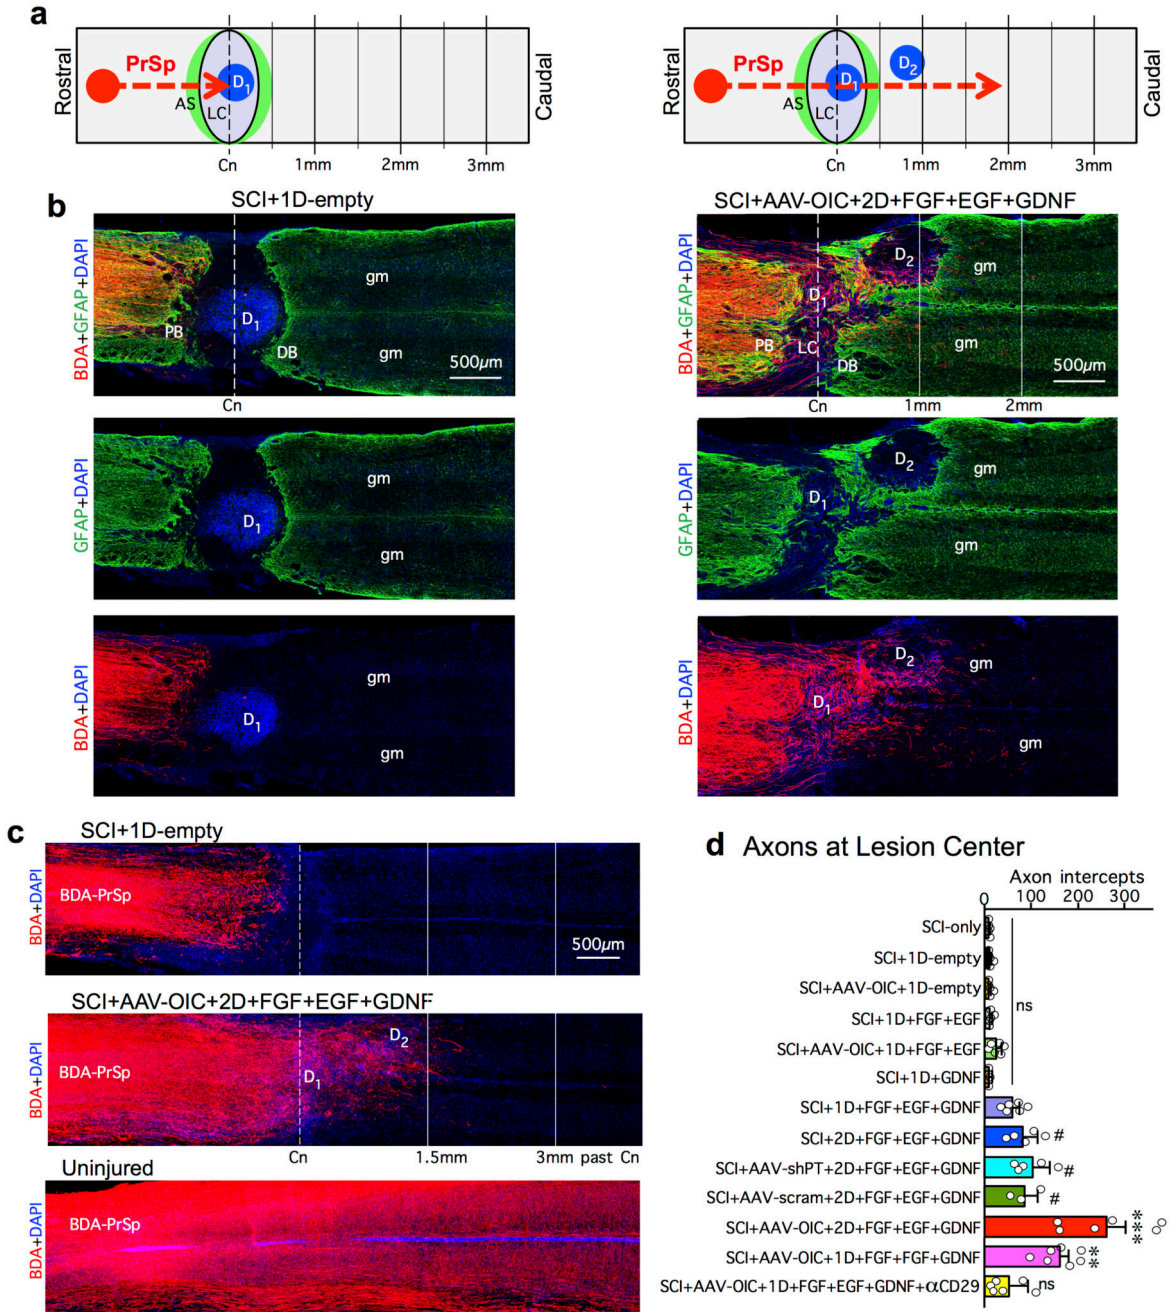 a
Rostral
PrSp
AS
LC
D1
Cn
1mm
2mm
3mm
Caudal
Rostral
PrSp
AS
LC
D1
D2
Cn
1mm
2mm
3mm
Caudal
b
SCI+1D-empty
BDA+GFAP+DAPI
gm
D1
PB
DB
gm
500µm
Cn
GFAP+DAPI
gm
D1
gm
BDA+DAPI
gm
D1
gm
SCI+AAV-OIC+2D+FGF+EGF+GDNF
BDA+GFAP+DAPI
D2
gm
D1
PB
LC
DB
gm
500µm
Cn
1mm
2mm
GFAP+DAPI
D2
gm
D1
gm
BDA+DAPI
D2
gm
D1
gm
c
SCI+1D-empty
BDA+DAPI
BDA-PrSp
500µm
SCI+AAV-OIC+2D+FGF+EGF+GDNF
BDA+DAPI
BDA-PrSp
D2
D1
Cn
1.5mm
3mm past Cn
Uninjured
BDA+DAPI
BDA-PrSp
d Axons at Lesion Center
Axon intercepts
0 100 200 300
SCI-only
SCI+1D-empty
SCI+AAV-OIC+1D-empty
ns
SCI+1D+FGF+EGF
SCI+AAV-OIC+1D+FGF+EGF
SCI+1D+GDNF
SCI+1D+FGF+EGF+GDNF
SCI+2D+FGF+EGF+GDNF #
SCI+AAV-shPT+2D+FGF+EGF+GDNF #
SCI+AAV-scram+2D+FGF+EGF+GDNF #
SCI+AAV-OIC+2D+FGF+EGF+GDNF ***
SCI+AAV-OIC+1D+FGF+FGF+GDNF **
SCI+AAV-OIC+1D+FGF+EGF+GDNF+αCD29 ns